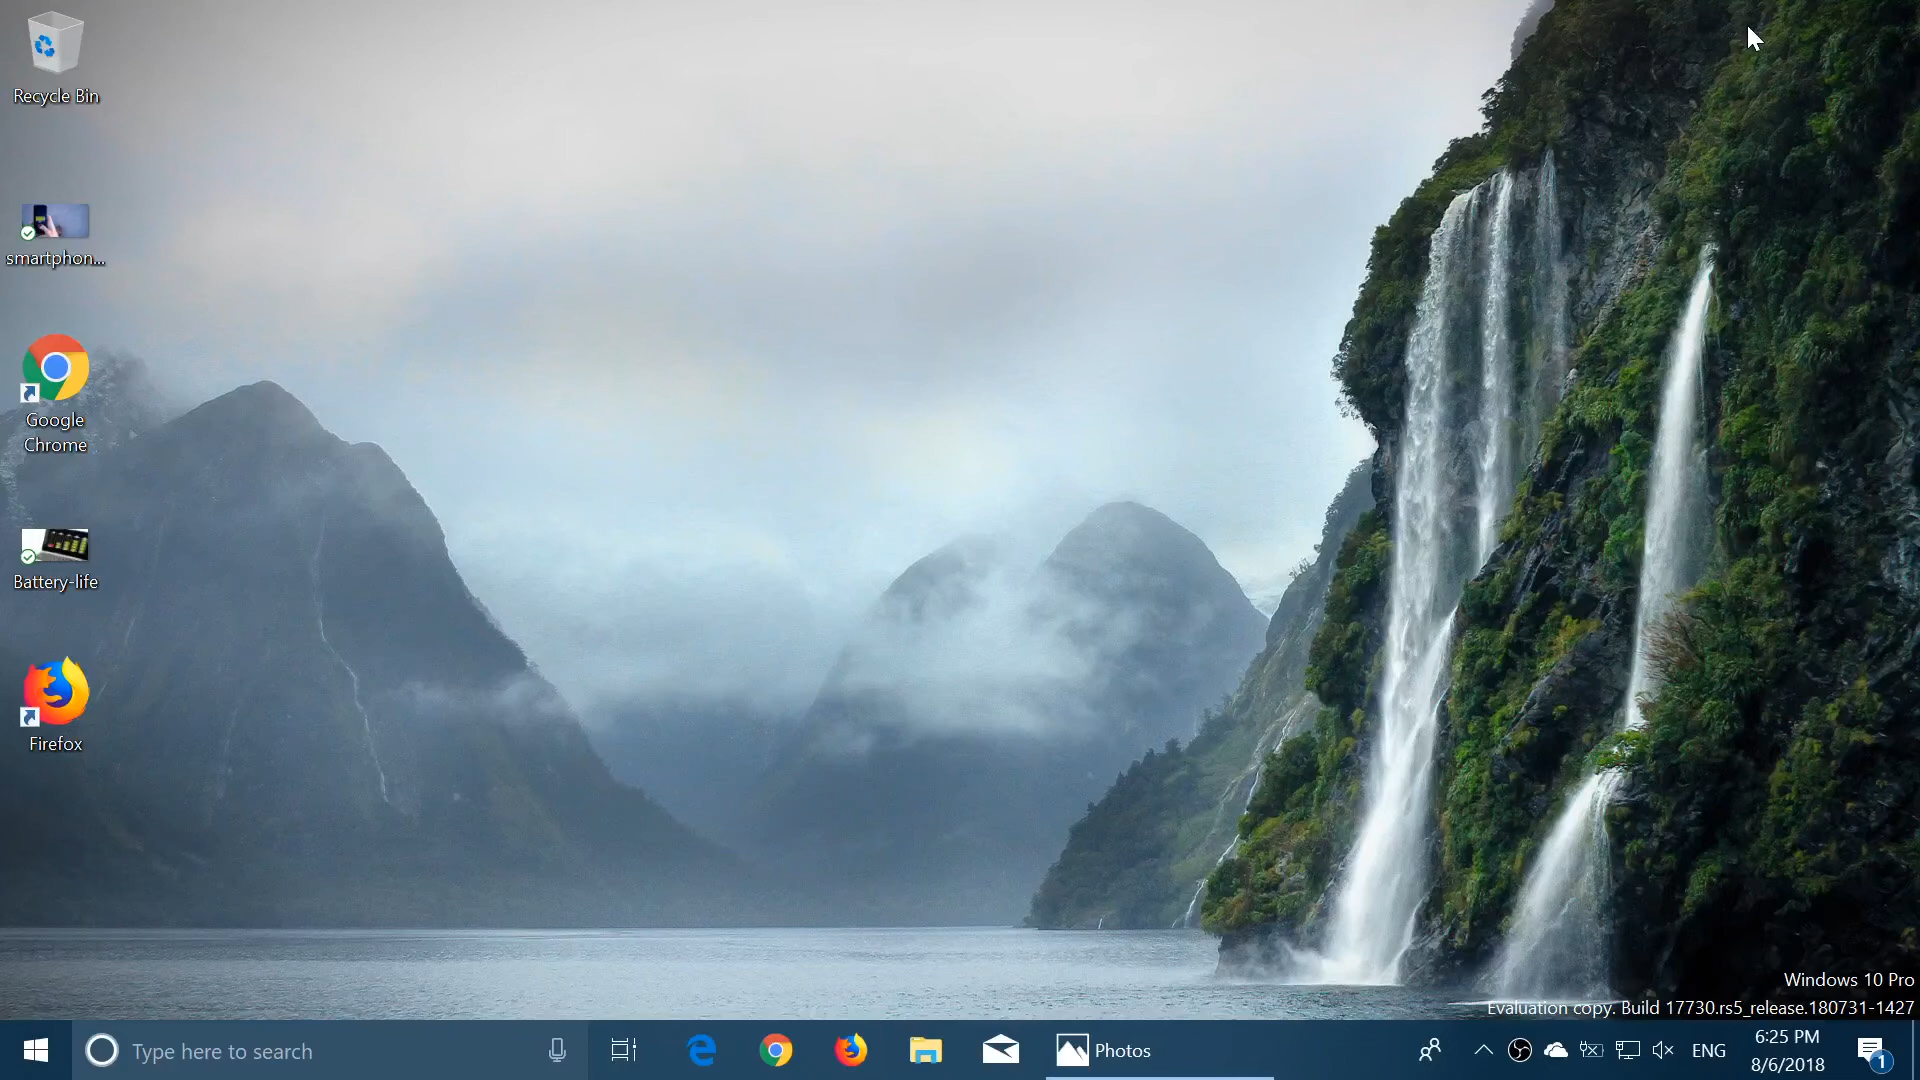 Recycle Bin
smartphon...
Google
Chrome
Battery-life
Firefox
Windows 10 Pro
Evaluation copy. Build 17730.rs5_release.180731-1427
Type here to search
Photos
ENG
6:25 PM
8/6/2018
1